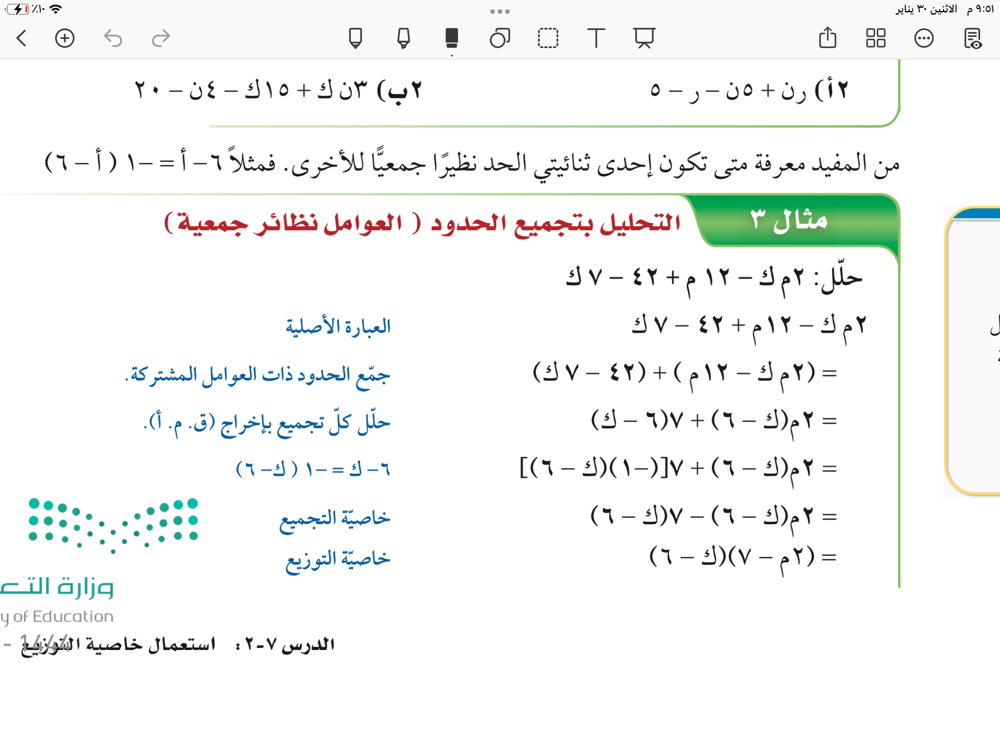 ٩:٥١ م الاثنين ٣٠ يناير
٪١٠
٢أ) رن + ٥ن – ر – ٥
٢ب) ٣ن ك + ١٥ك – ٤ن – ٢٠
من المفيد معرفة متى تكون إحدى ثنائيتي الحد نظيرًا جمعيًّا للأخرى. فمثلاً ٦ – أ = –١ (أ – ٦)
مثال ٣
التحليل بتجميع الحدود ( العوامل نظائر جمعية)
حلّل: ٢م ك – ١٢ م + ٤٢ – ٧ ك
٢م ك – ١٢م + ٤٢ – ٧ ك العبارة الأصلية
= (٢م ك – ١٢م ) + (٤٢ – ٧ ك) جمّع الحدود ذات العوامل المشتركة.
= ٢م(ك – ٦) + ٧(٦ – ك) حلّل كلّ تجميع بإخراج (ق. م. أ).
= ٢م(ك – ٦) + ٧[(–١)(ك – ٦)] ٦– ك = –١ ( ك– ٦)
= ٢م(ك – ٦) – ٧(ك – ٦) خاصيّة التجميع
= (٢م – ٧)(ك – ٦) خاصيّة التوزيع
وزارة التعـ
y of Education
- 1444
الدرس ٧-٢ : استعمال خاصية التوزيع